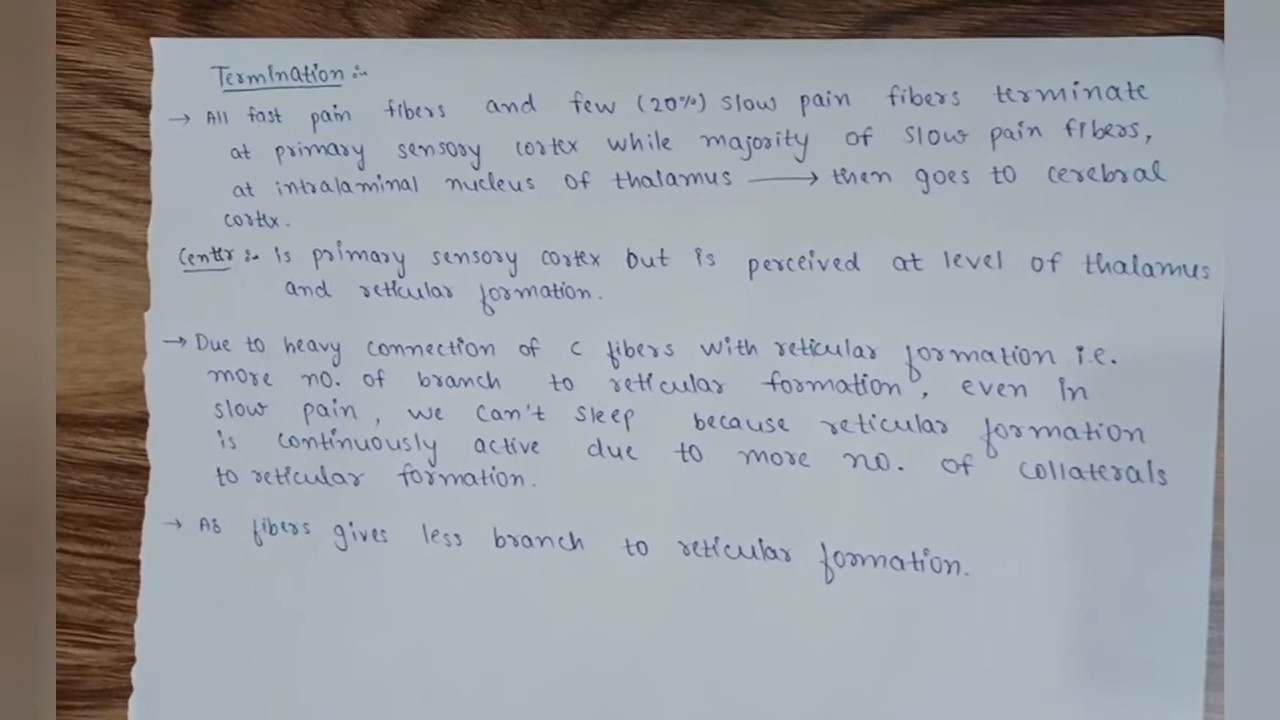 Termination :-
→ All fast pain fibers and few (20%) slow pain fibers terminate
at primary sensory cortex while majority of slow pain fibers,
at intralaminal nucleus of thalamus ⟶ then goes to cerebral
cortex.
Center :- is primary sensory cortex but is perceived at level of thalamus
and reticular formation.
→ Due to heavy connection of C fibers with reticular formation i.e.
more no. of branch to reticular formation, even in
slow pain, we can't sleep because reticular formation
is continuously active due to more no. of collaterals
to reticular formation.
→ Aδ fibers gives less branch to reticular formation.